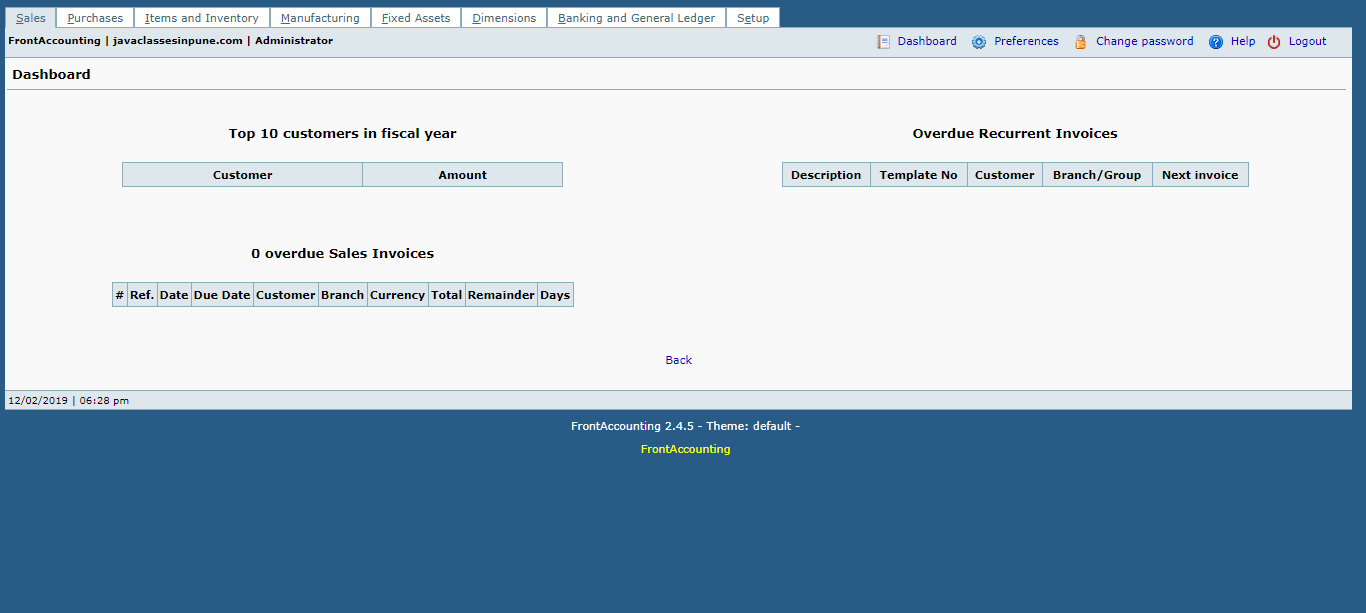 Sales Purchases Items and Inventory Manufacturing Fixed Assets Dimensions Banking and General Ledger Setup
FrontAccounting | javaclassesinpune.com | Administrator Dashboard Preferences Change password Help Logout
Dashboard
Top 10 customers in fiscal year
Customer Amount
Overdue Recurrent Invoices
Description Template No Customer Branch/Group Next invoice
0 overdue Sales Invoices
# Ref. Date Due Date Customer Branch Currency Total Remainder Days
Back
12/02/2019 | 06:28 pm
FrontAccounting 2.4.5 - Theme: default -
FrontAccounting